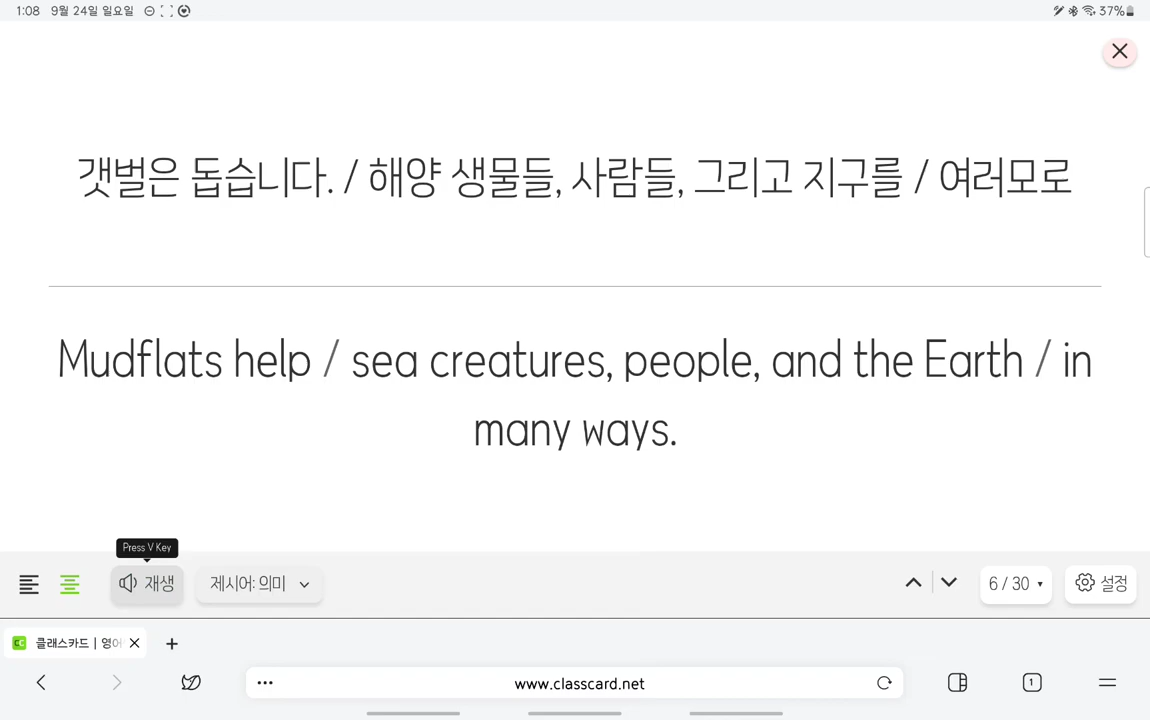 1:08 9월 24일 일요일 37%
갯벌은 돕습니다. / 해양 생물들, 사람들, 그리고 지구를 / 여러모로
Mudflats help / sea creatures, people, and the Earth / in
many ways.
Press V Key
재생 제시어: 의미 6 / 30 설정
클래스카드 | 영어
www.classcard.net 1